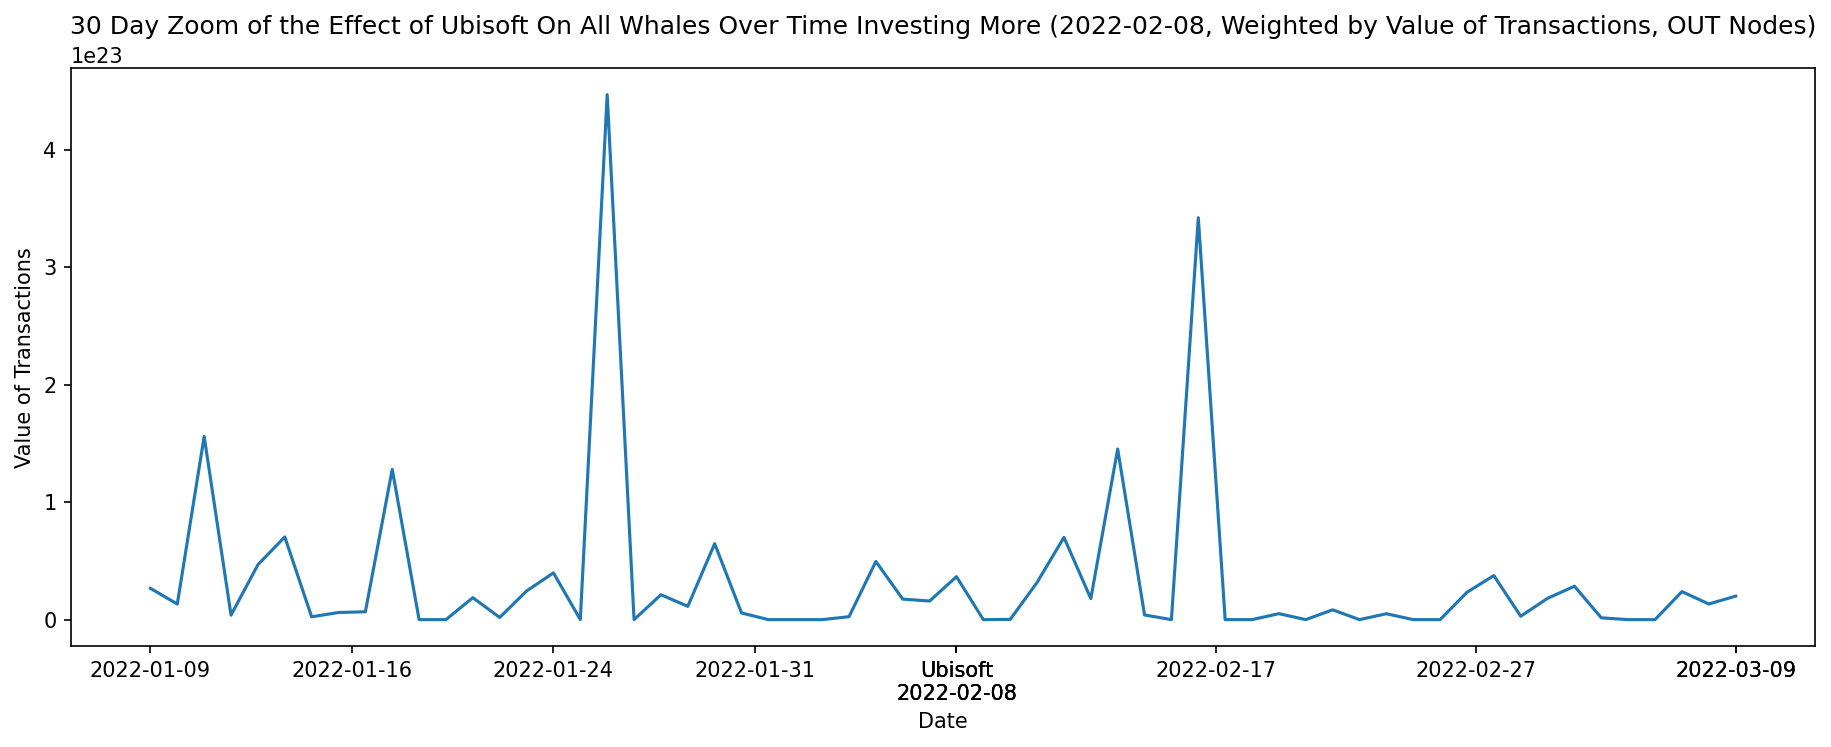 30 Day Zoom of the Effect of Ubisoft On All Whales Over Time Investing More (2022-02-08, Weighted by Value of Transactions, OUT Nodes)
1e23
4
3
2
1
0
Value of Transactions
2022-01-09 2022-01-16 2022-01-24 2022-01-31 Ubisoft 2022-02-17 2022-02-27 2022-03-09
2022-02-08
Date